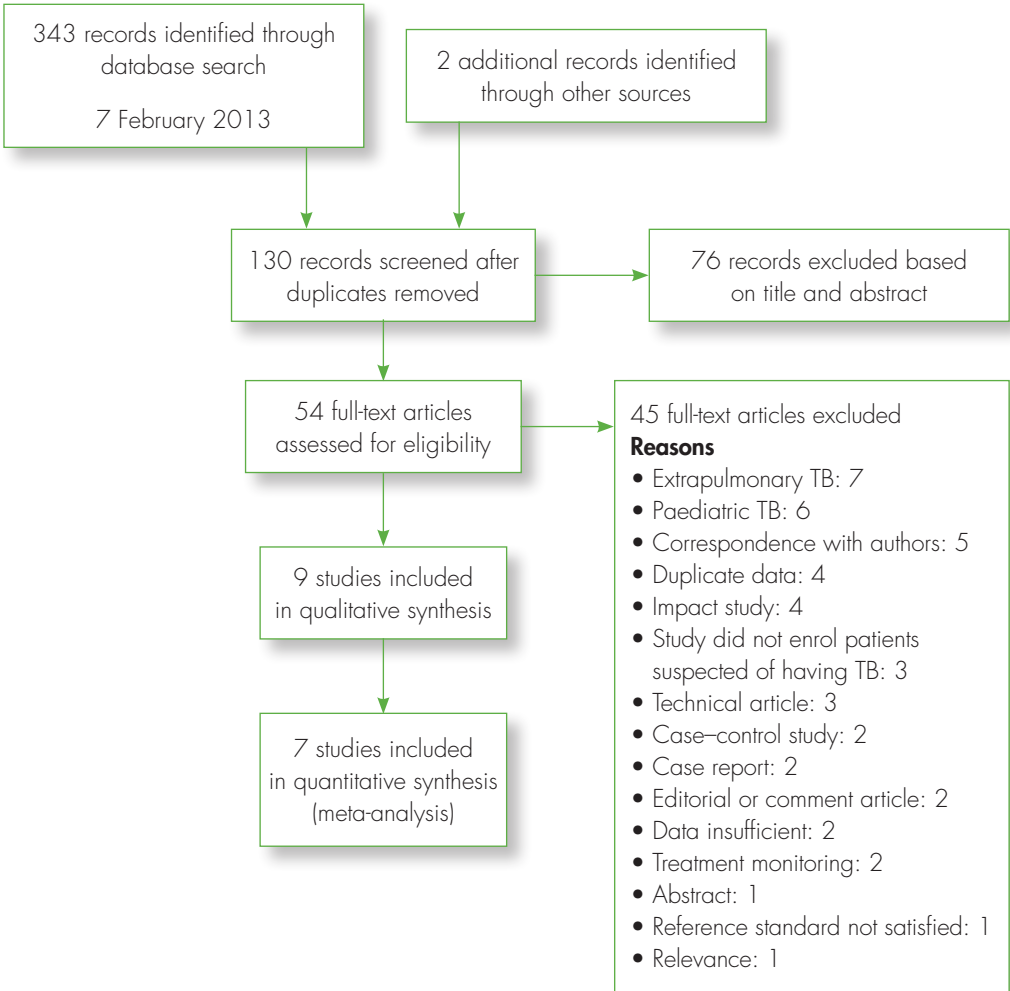 343 records identified through
database search
7 February 2013
2 additional records identified
through other sources
130 records screened after
duplicates removed
76 records excluded based
on title and abstract
54 full-text articles
assessed for eligibility
45 full-text articles excluded
Reasons
• Extrapulmonary TB: 7
• Paediatric TB: 6
• Correspondence with authors: 5
• Duplicate data: 4
• Impact study: 4
• Study did not enrol patients
suspected of having TB: 3
• Technical article: 3
• Case–control study: 2
• Case report: 2
• Editorial or comment article: 2
• Data insufficient: 2
• Treatment monitoring: 2
• Abstract: 1
• Reference standard not satisfied: 1
• Relevance: 1
9 studies included
in qualitative synthesis
7 studies included
in quantitative synthesis
(meta-analysis)